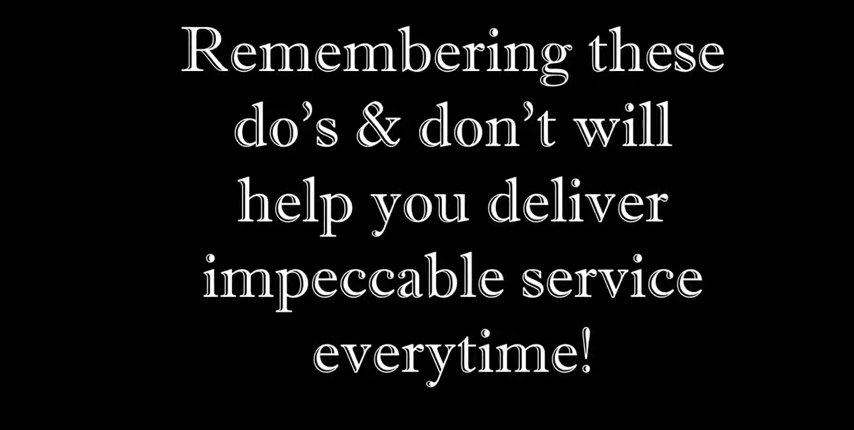 Remembering these
do’s & don’t will
help you deliver
impeccable service
everytime!